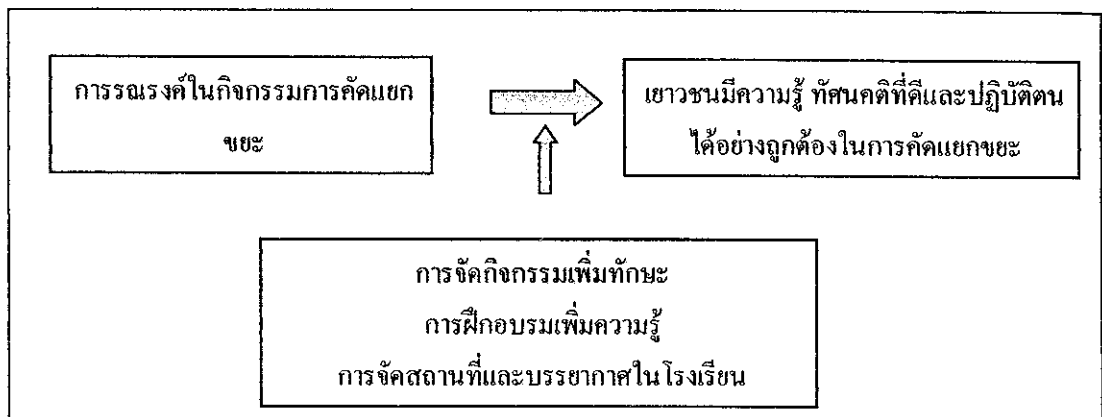 การรณรงค์ในกิจกรรมการคัดแยก
ขยะ
เยาวชนมีความรู้ ทัศนคติที่ดีและปฏิบัติตน
ได้อย่างถูกต้องในการคัดแยกขยะ
การจัดกิจกรรมเพิ่มทักษะ
การฝึกอบรมเพิ่มความรู้
การจัดสถานที่และบรรยากาศในโรงเรียน